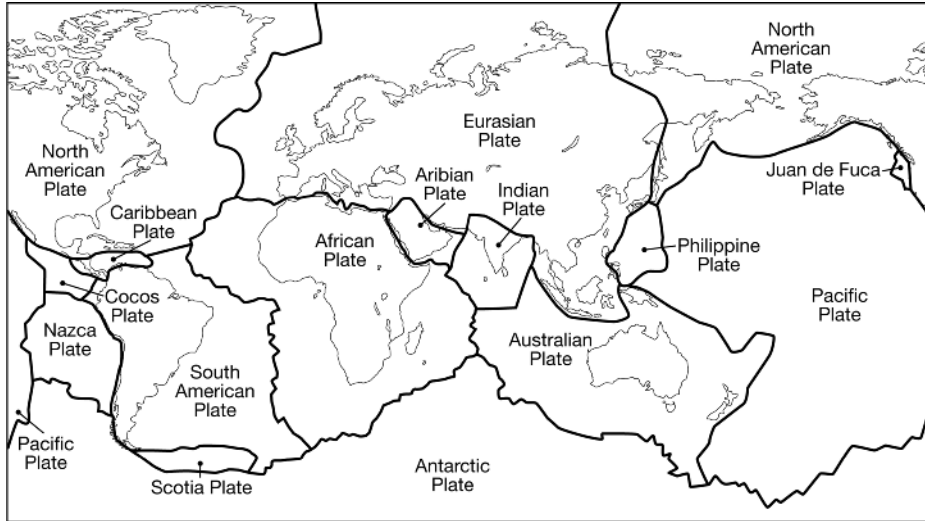 North
American
Plate
Eurasian
Plate
North
American
Plate
Aribian
Plate
Indian
Plate
Juan de Fuca
Plate
Caribbean
Plate
African
Plate
Philippine
Plate
Cocos
Plate
Nazca
Plate
Pacific
Plate
Australian
Plate
South
American
Plate
Pacific
Plate
Scotia Plate
Antarctic
Plate